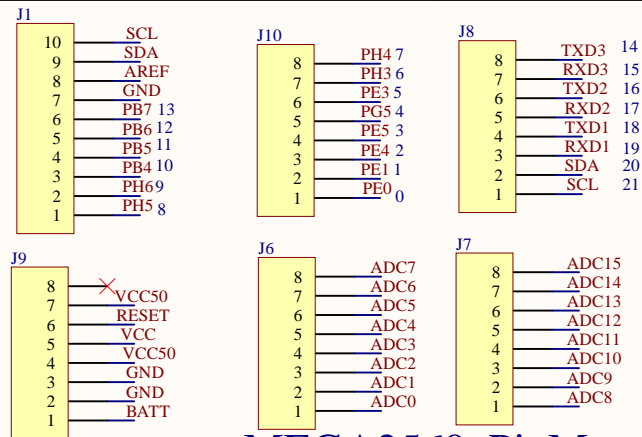 J1
10 SCL
9 SDA
8 AREF
7 GND
6 PB7 13
5 PB6 12
4 PB5 11
3 PB4 10
2 PH6 9
1 PH5 8
J10
8 PH4 7
7 PH3 6
6 PE3 5
5 PG5 4
4 PE5 3
3 PE4 2
2 PE1 1
1 PE0 0
J8
8 TXD3 14
7 RXD3 15
6 TXD2 16
5 RXD2 17
4 TXD1 18
3 RXD1 19
2 SDA 20
1 SCL 21
J9
8
7 VCC50
6 RESET
5 VCC
4 VCC50
3 GND
2 GND
1 BATT
J6
8 ADC7
7 ADC6
6 ADC5
5 ADC4
4 ADC3
3 ADC2
2 ADC1
1 ADC0
J7
8 ADC15
7 ADC14
6 ADC13
5 ADC12
4 ADC11
3 ADC10
2 ADC9
1 ADC8